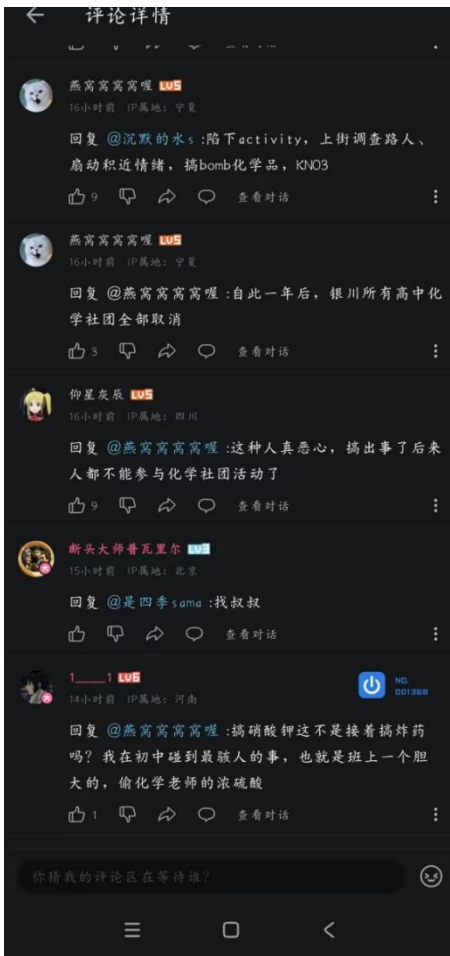 评论详情
燕窝窝窝窝喔 LV5
16小时前 IP属地：宁夏
回复 @沉默的水s :陷下activity，上街调查路人、
扇动积近情绪，搞bomb化学品，KNO3
9 查看对话
燕窝窝窝窝喔 LV5
16小时前 IP属地：宁夏
回复 @燕窝窝窝窝喔 :自此一年后，银川所有高中化
学社团全部取消
3 查看对话
仰星灰辰 LV5
16小时前 IP属地：四川
回复 @燕窝窝窝窝喔 :这种人真恶心，搞出事了后来
人都不能参与化学社团活动了
9 查看对话
断头大师普瓦里尔 LV3
15小时前 IP属地：北京
回复 @是四季sama :找叔叔
查看对话
1____1 LV6
NO.
001368
14小时前 IP属地：河南
回复 @燕窝窝窝窝喔 :搞硝酸钾这不是接着搞炸药
吗？我在初中碰到最骇人的事，也就是班上一个胆
大的，偷化学老师的浓硫酸
1 查看对话
你猜我的评论区在等待谁？